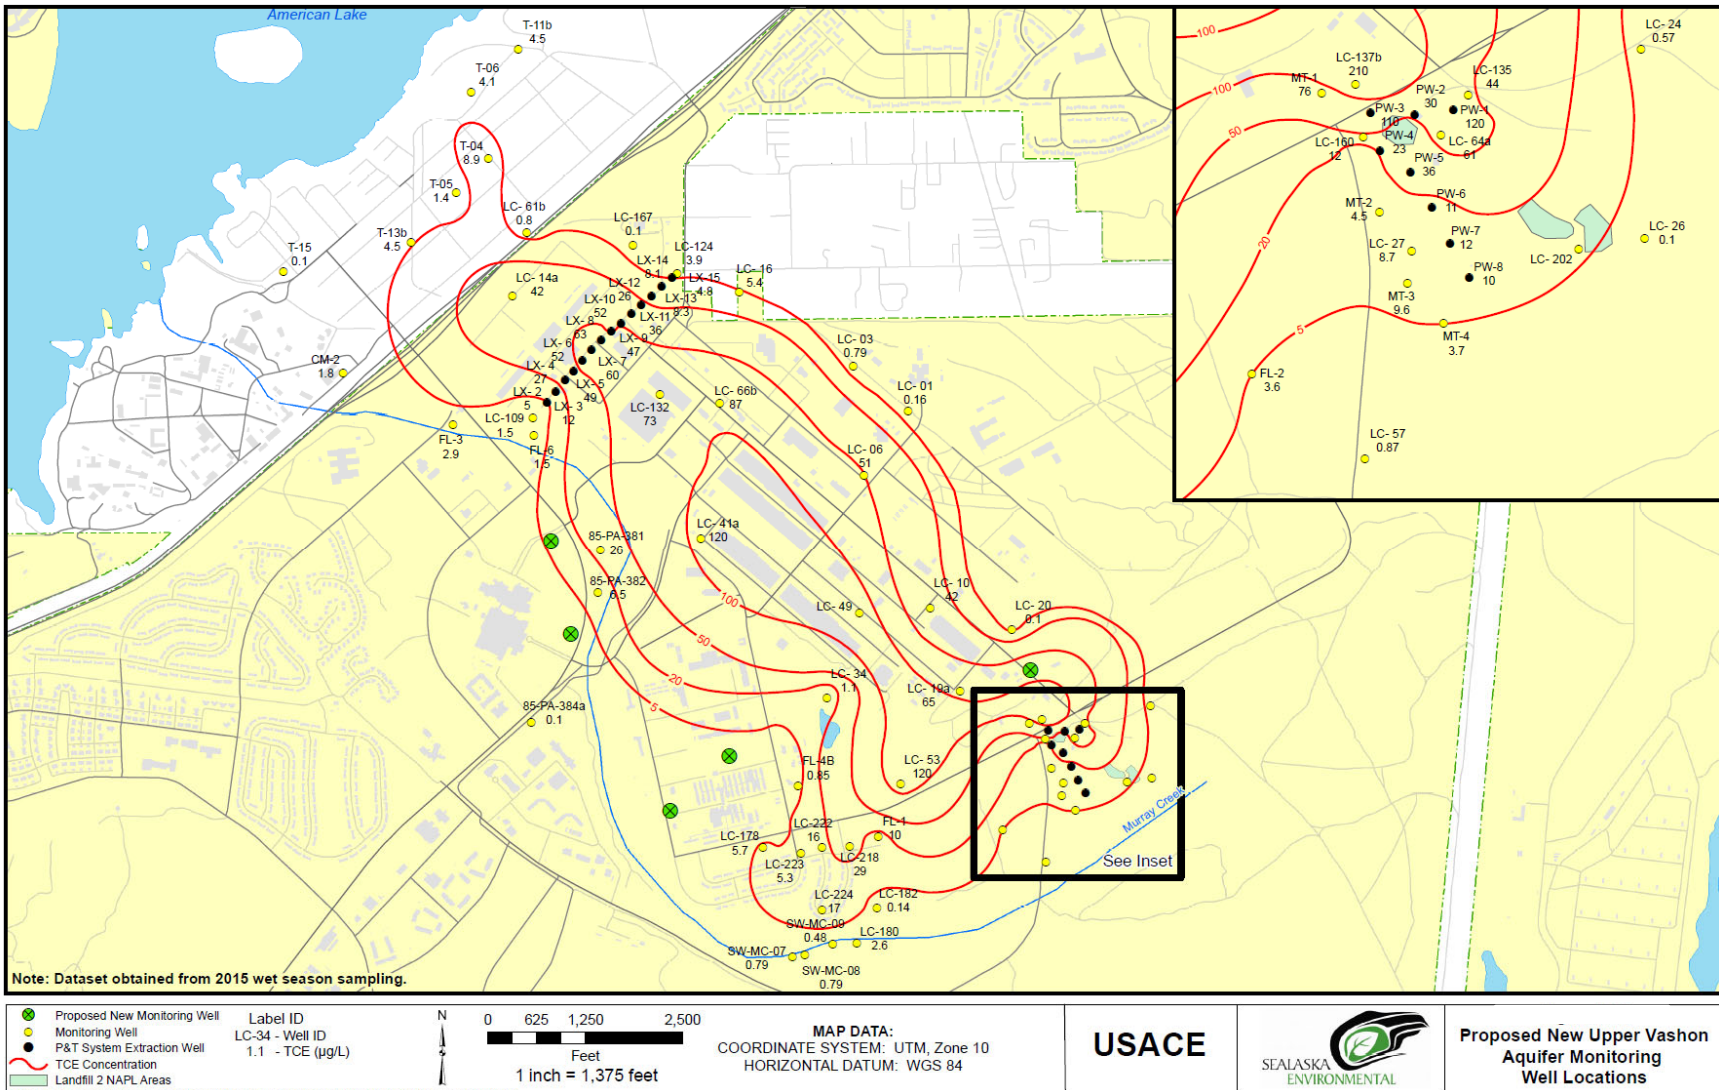 American Lake
T-11b
4.5
T-06
4.1
T-04
8.9
T-05
1.4
LC- 61b
0.8
T-13b
4.5
T-15
0.1
LC-167
0.1
LC-124
3.9
LX-14
8.1
LX-15
4.8
LC- 16
5.4
LC- 14a
42
LX-12
26
LX-13
8.3
LX-10
52
LX-11
36
LX- 8
63
LX- 9
47
LX- 6
52
LX- 7
60
LX- 4
27
LX- 5
49
LX- 2
5
LX- 3
12
CM-2
1.8
LC-109
1.5
FL-3
2.9
FL-6
1.5
LC-132
73
LC- 66b
87
LC- 03
0.79
LC- 01
0.16
LC- 06
51
LC- 41a
120
85-PA-381
26
85-PA-382
6.5
LC- 49
LC- 10
42
LC- 20
0.1
100
50
20
5
LC- 34
1.1
LC- 19a
65
85-PA-384a
0.1
FL-4B
0.85
LC- 53
120
LC-178
5.7
LC-222
16
FL-1
10
LC-223
5.3
LC-218
29
LC-224
17
LC-182
0.14
SW-MC-09
0.48
LC-180
2.6
SW-MC-07
0.79
SW-MC-08
0.79
Murray Creek
See Inset
100
LC- 24
0.57
LC-137b
210
MT-1
76
100
LC-135
44
PW-2
30
PW-3
110
PW-1
120
50
PW-4
23
LC-160
12
LC- 64a
61
PW-5
36
PW-6
11
MT-2
4.5
20
LC- 27
8.7
PW-7
12
LC- 202
LC- 26
0.1
PW-8
10
MT-3
9.6
5
MT-4
3.7
FL-2
3.6
LC- 57
0.87
Note: Dataset obtained from 2015 wet season sampling.
Proposed New Monitoring Well
Monitoring Well
P&T System Extraction Well
TCE Concentration
Landfill 2 NAPL Areas
Label ID
LC-34 - Well ID
1.1 - TCE (µg/L)
N
0 625 1,250 2,500
Feet
1 inch = 1,375 feet
MAP DATA:
COORDINATE SYSTEM: UTM, Zone 10
HORIZONTAL DATUM: WGS 84
USACE
SEALASKA
ENVIRONMENTAL
Proposed New Upper Vashon
Aquifer Monitoring
Well Locations